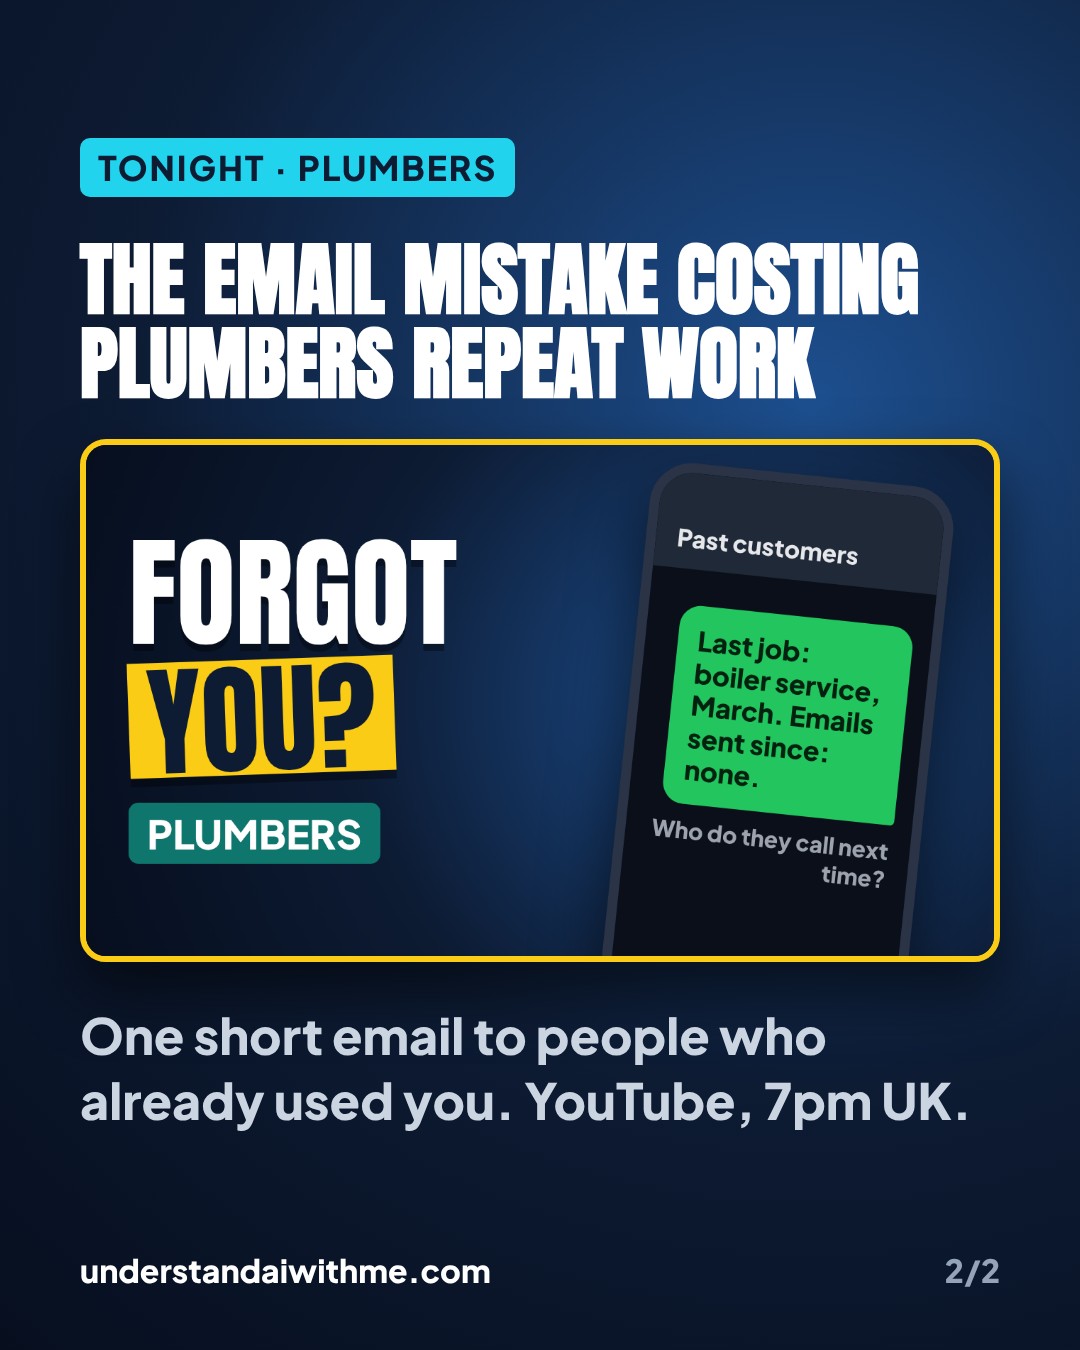 TONIGHT · PLUMBERS
THE EMAIL MISTAKE COSTING
PLUMBERS REPEAT WORK
FORGOT
YOU?
PLUMBERS
Past customers
Last job:
boiler service,
March. Emails
sent since:
none.
Who do they call next
time?
One short email to people who
already used you. YouTube, 7pm UK.
understandaiwithme.com
2/2